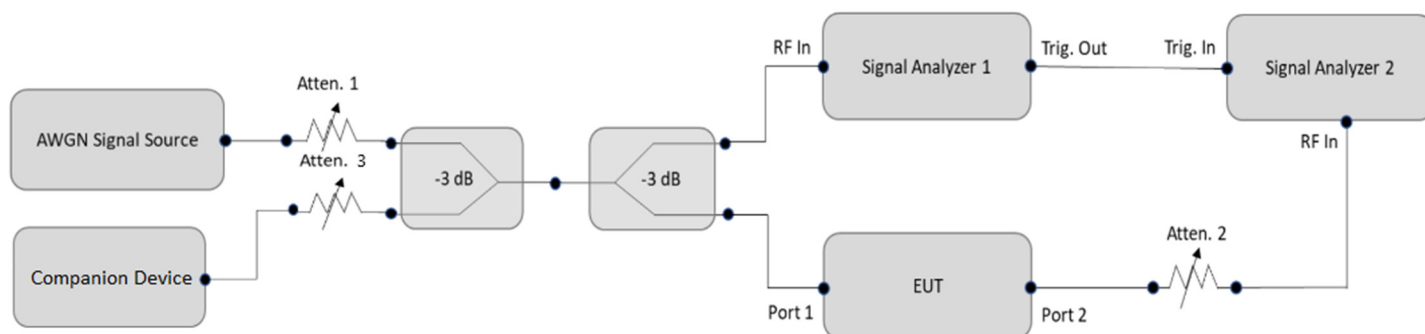 RF In
Signal Analyzer 1
Trig. Out
Trig. In
Signal Analyzer 2
Atten. 1
AWGN Signal Source
RF In
Atten. 3
-3 dB
-3 dB
Atten. 2
Companion Device
EUT
Port 1
Port 2